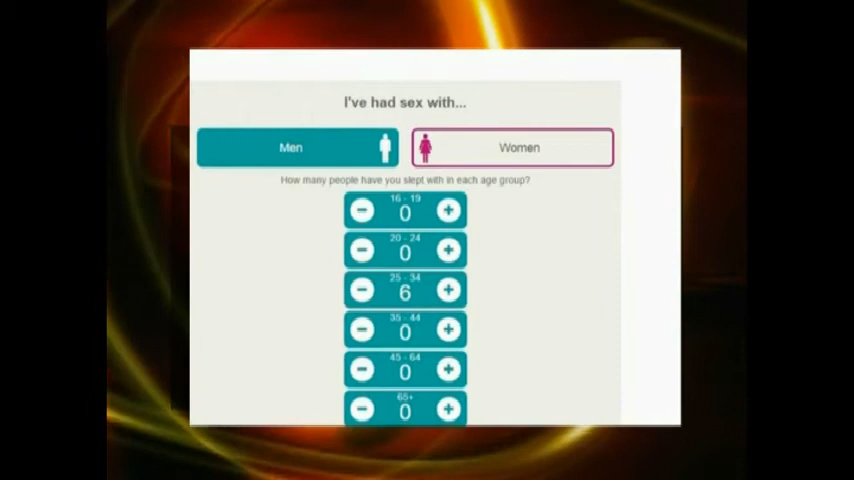 I've had sex with...
Men
Women
How many people have you slept with in each age group?
16 - 19
− 0 +
20 - 24
− 0 +
25 - 34
− 6 +
35 - 44
− 0 +
45 - 64
− 0 +
65+
− 0 +